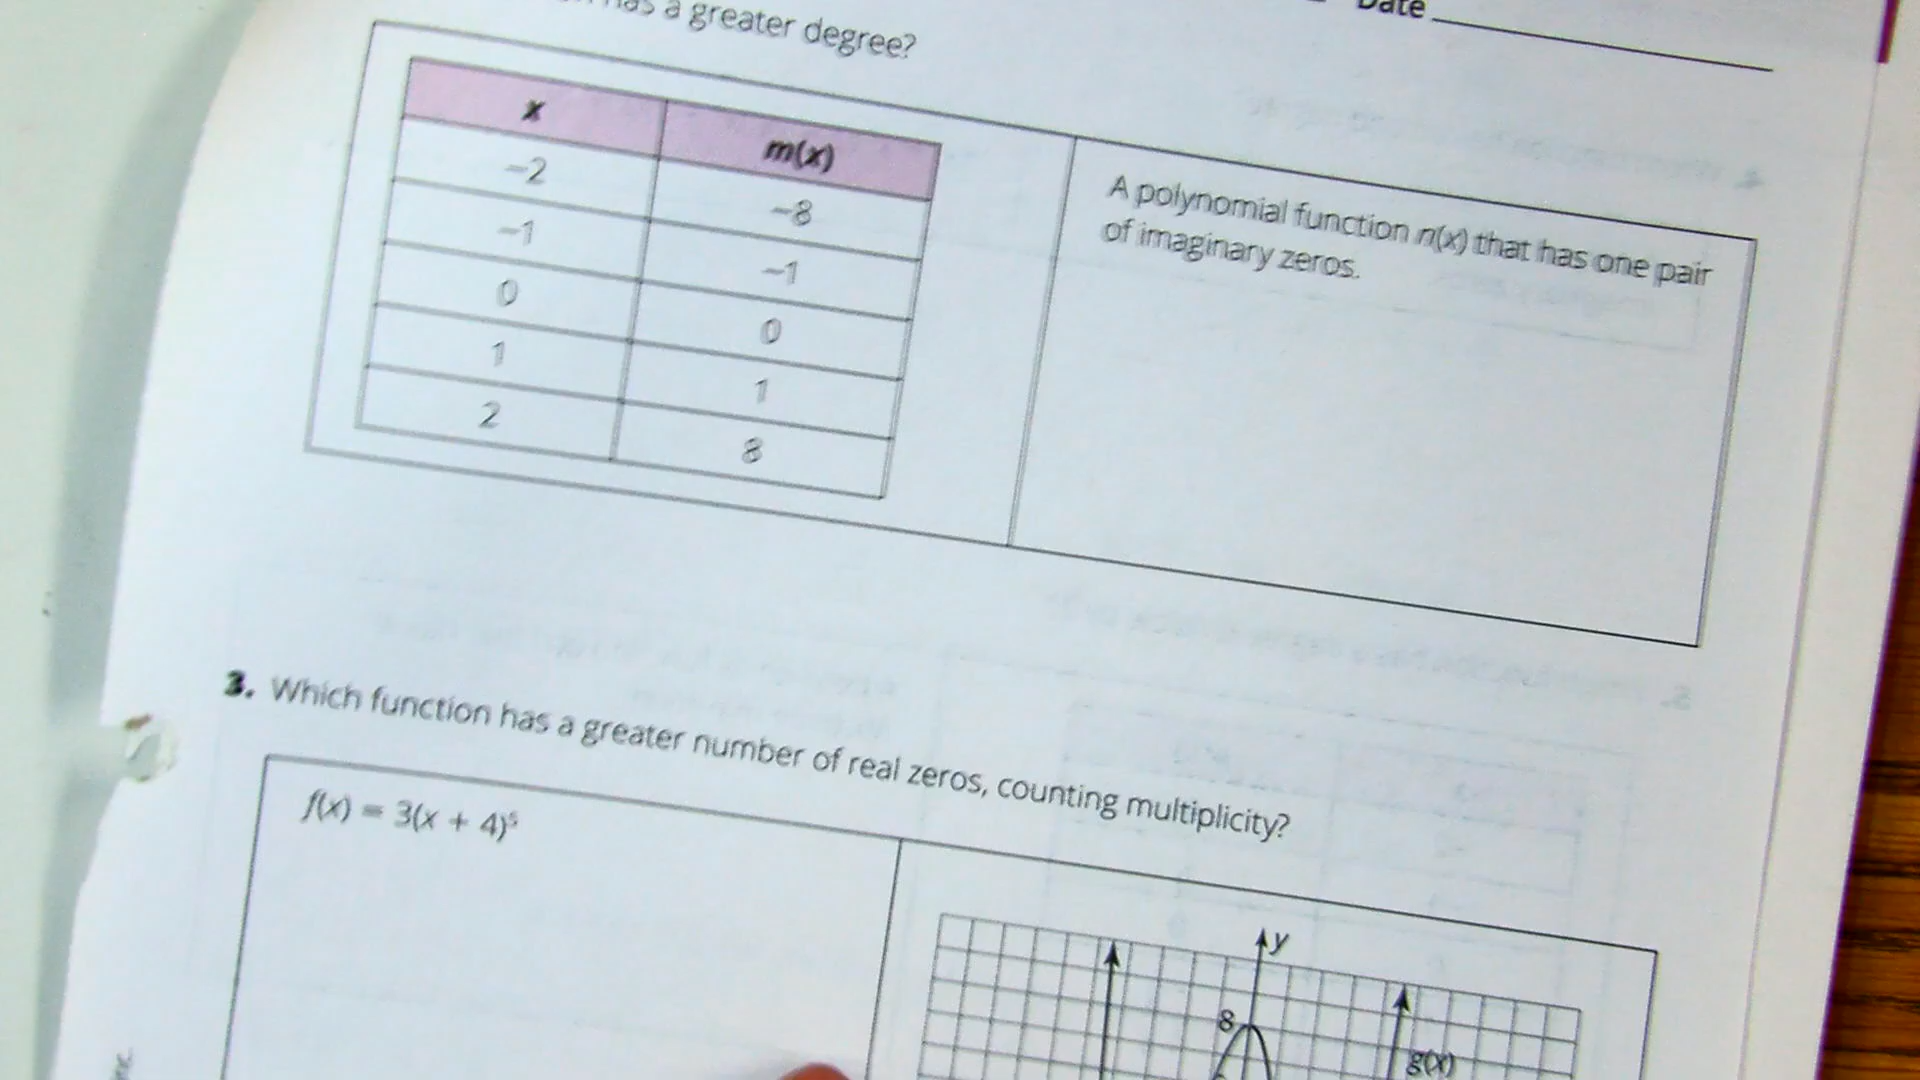 has a greater degree?
Date
x m(x)
-2 -8
-1 -1
0 0
1 1
2 8
A polynomial function n(x) that has one pair
of imaginary zeros.
3. Which function has a greater number of real zeros, counting multiplicity?
f(x) = 3(x + 4)⁵
y
8
g(x)